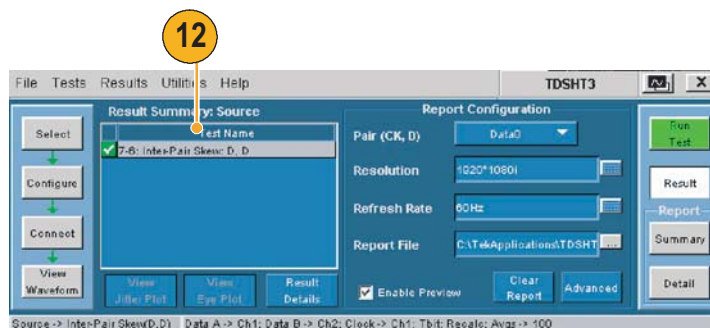 12
File Tests Results Utilities Help TDSHT3 X
Result Summary: Source
Test Name
7-6: Inter-Pair Skew: D, D
Select
Configure
Connect
View Waveform
View Jitter Plot
View Eye Plot
Result Details
Report Configuration
Pair (CK, D) Data0
Resolution 1920*1080i
Refresh Rate 60Hz
Report File C:\TekApplications\TDSHT ...
Enable Preview
Clear Report
Advanced
Run Test
Result
Report
Summary
Detail
Source -> Inter-Pair Skew(D,D) Data A -> Ch1; Data B -> Ch2; Clock -> Ch1; Tbit: Recalc; Avgs -> 100